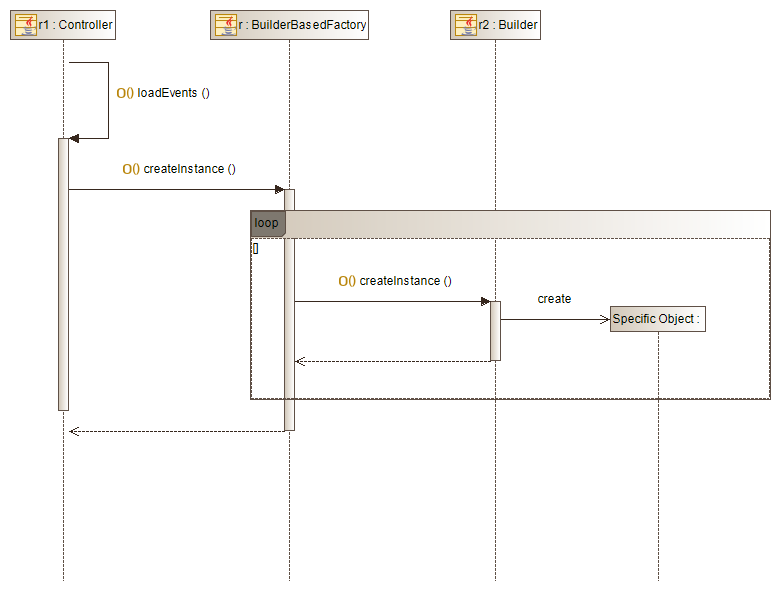 r1 : Controller
r : BuilderBasedFactory
r2 : Builder
O() loadEvents ()
O() createInstance ()
loop
[]
O() createInstance ()
create
Specific Object :